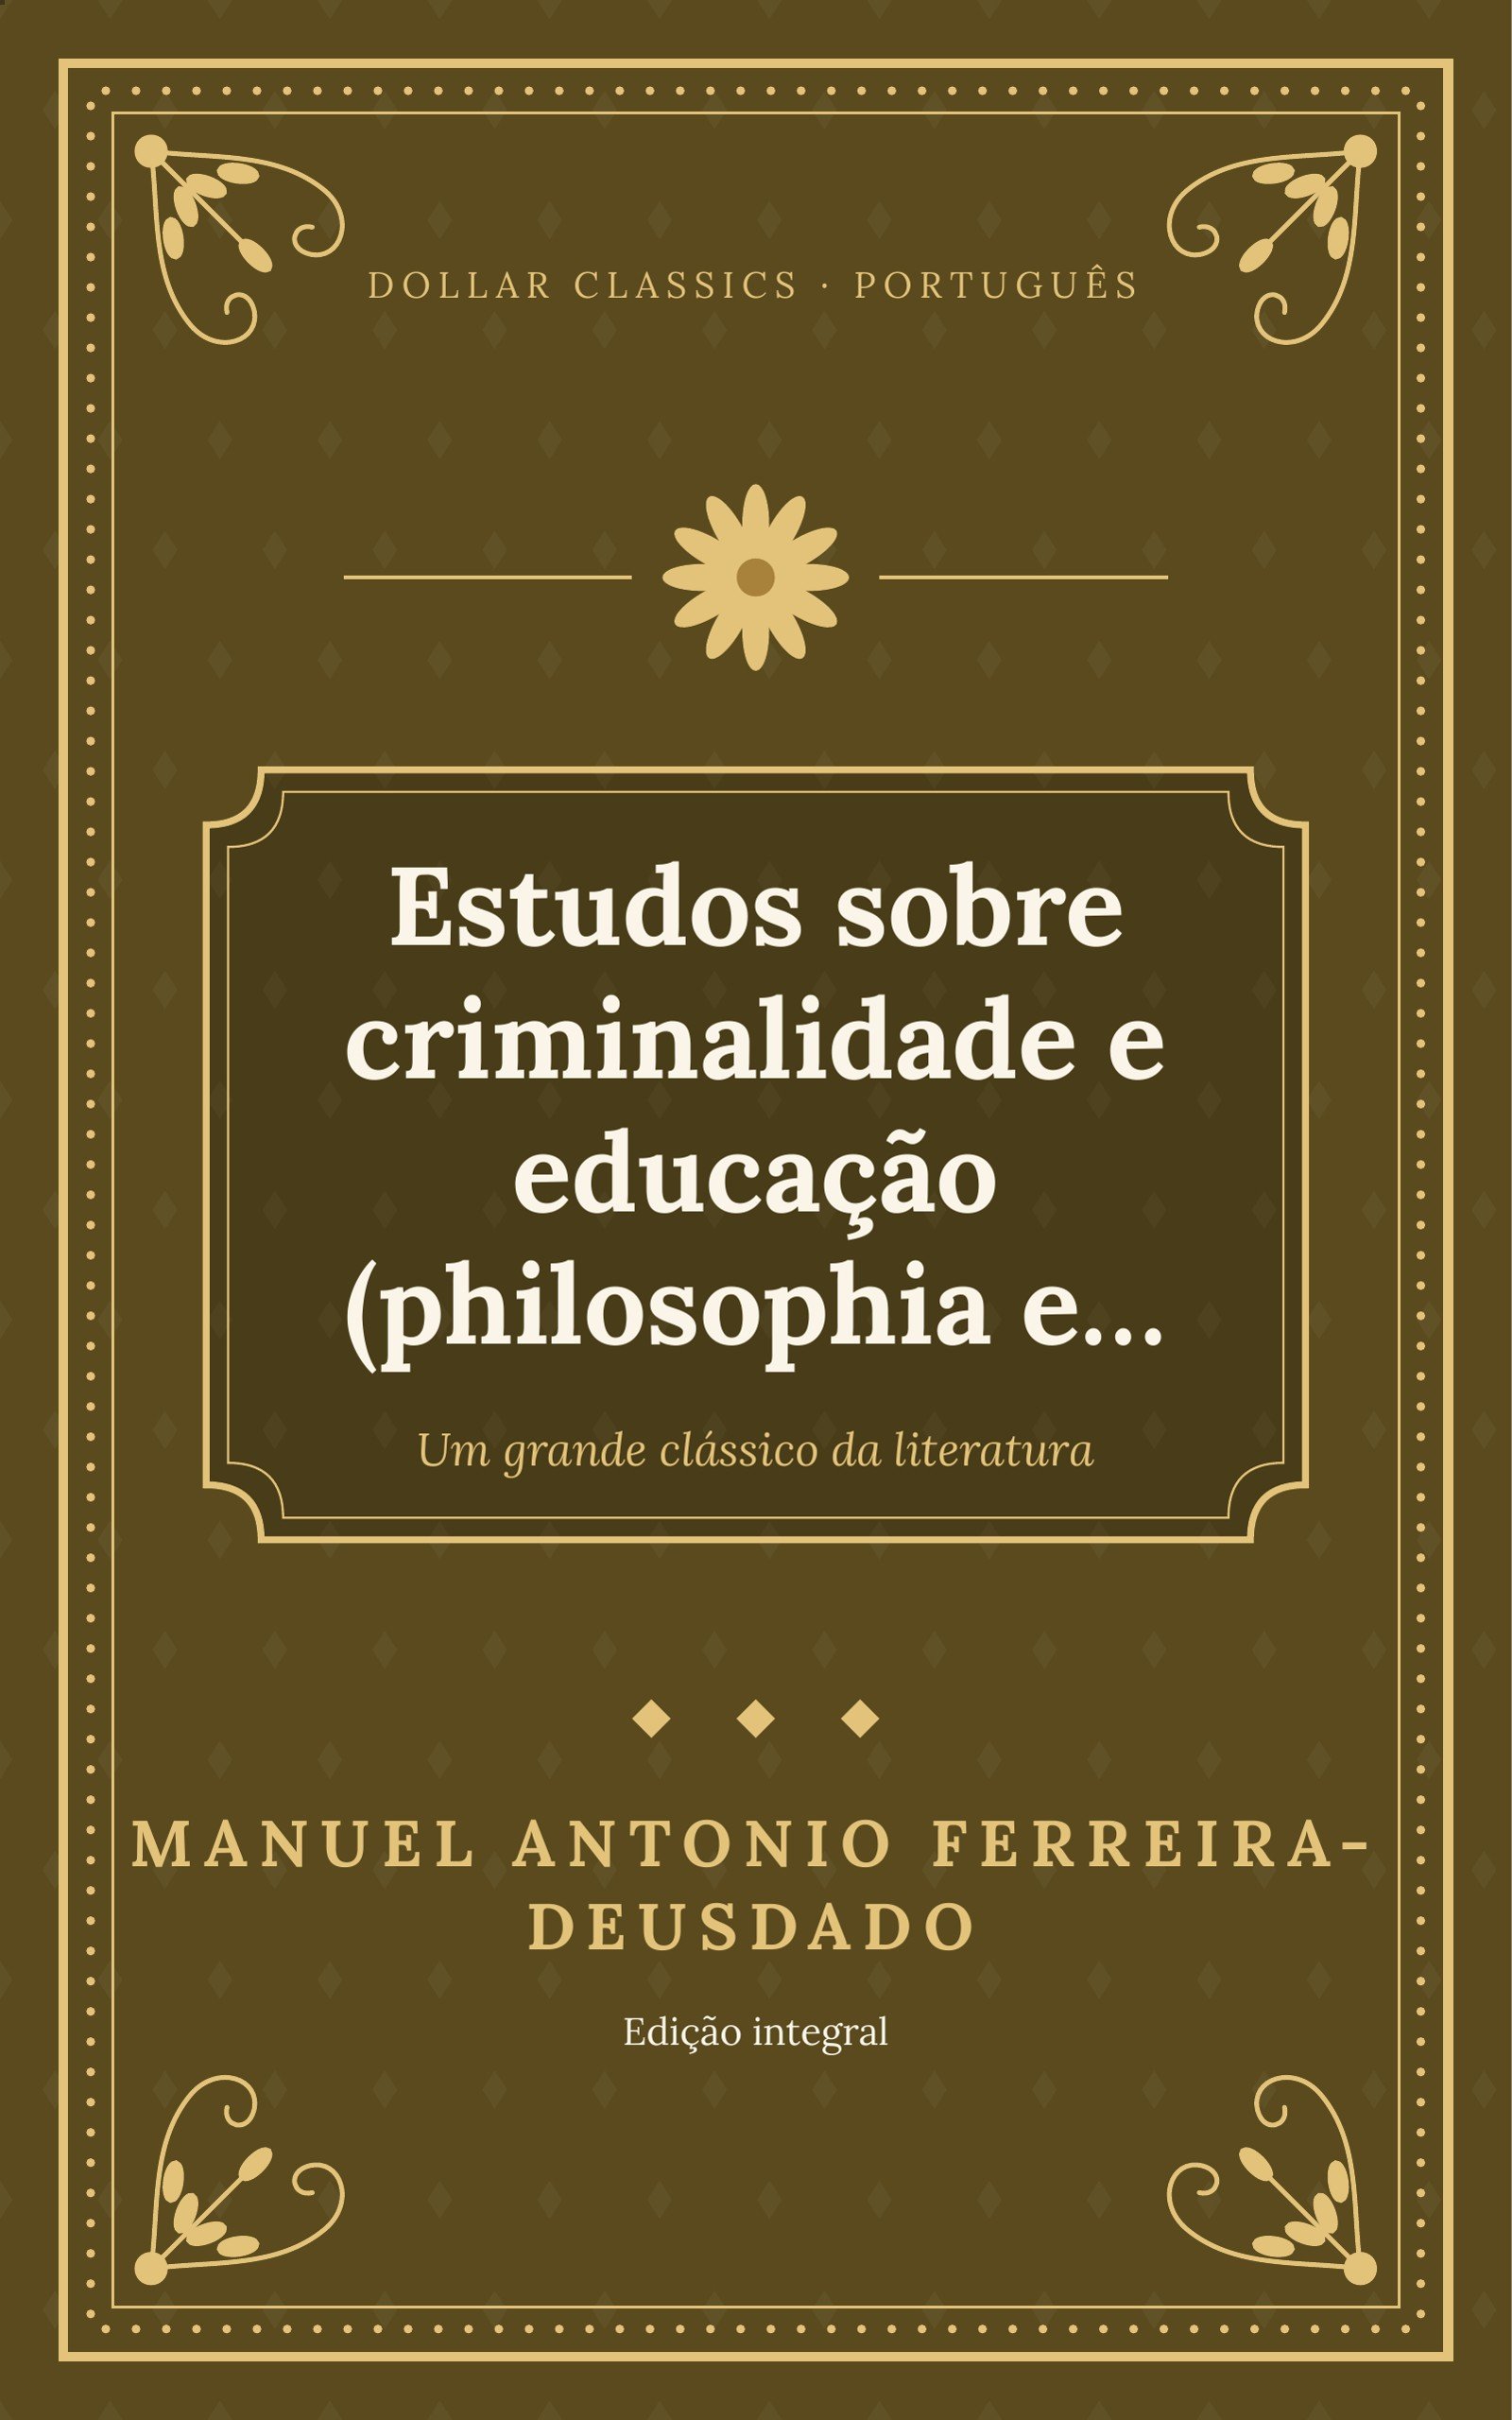 DOLLAR CLASSICS · PORTUGUÊS
Estudos sobre
criminalidade e
educação
(philosophia e...
Um grande clássico da literatura
MANUEL ANTONIO FERREIRA-
DEUSDADO
Edição integral